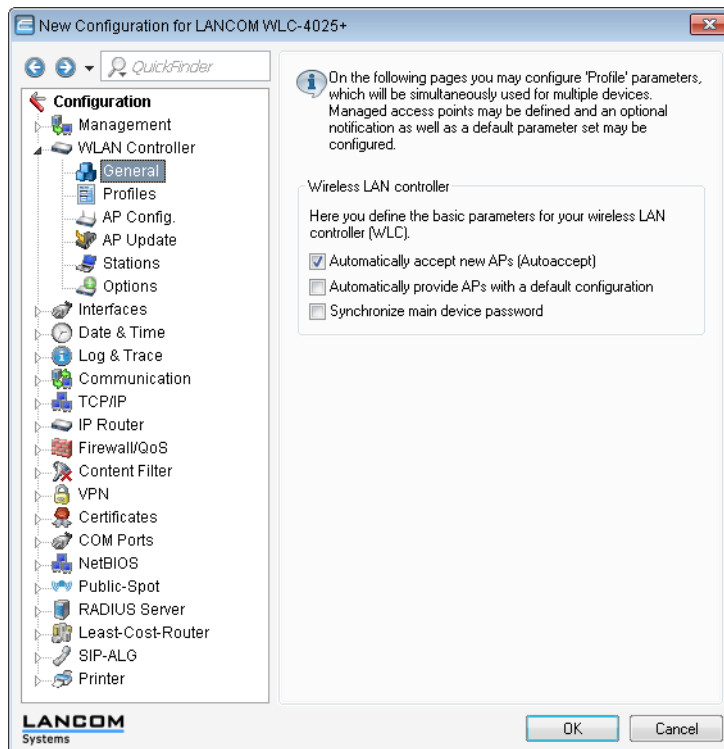 New Configuration for LANCOM WLC-4025+
QuickFinder
Configuration
Management
WLAN Controller
General
Profiles
AP Config.
AP Update
Stations
Options
Interfaces
Date & Time
Log & Trace
Communication
TCP/IP
IP Router
Firewall/QoS
Content Filter
VPN
Certificates
COM Ports
NetBIOS
Public-Spot
RADIUS Server
Least-Cost-Router
SIP-ALG
Printer
On the following pages you may configure 'Profile' parameters,
which will be simultaneously used for multiple devices.
Managed access points may be defined and an optional
notification as well as a default parameter set may be
configured.
Wireless LAN controller
Here you define the basic parameters for your wireless LAN
controller (WLC).
Automatically accept new APs (Autoaccept)
Automatically provide APs with a default configuration
Synchronize main device password
LANCOM
Systems
OK
Cancel